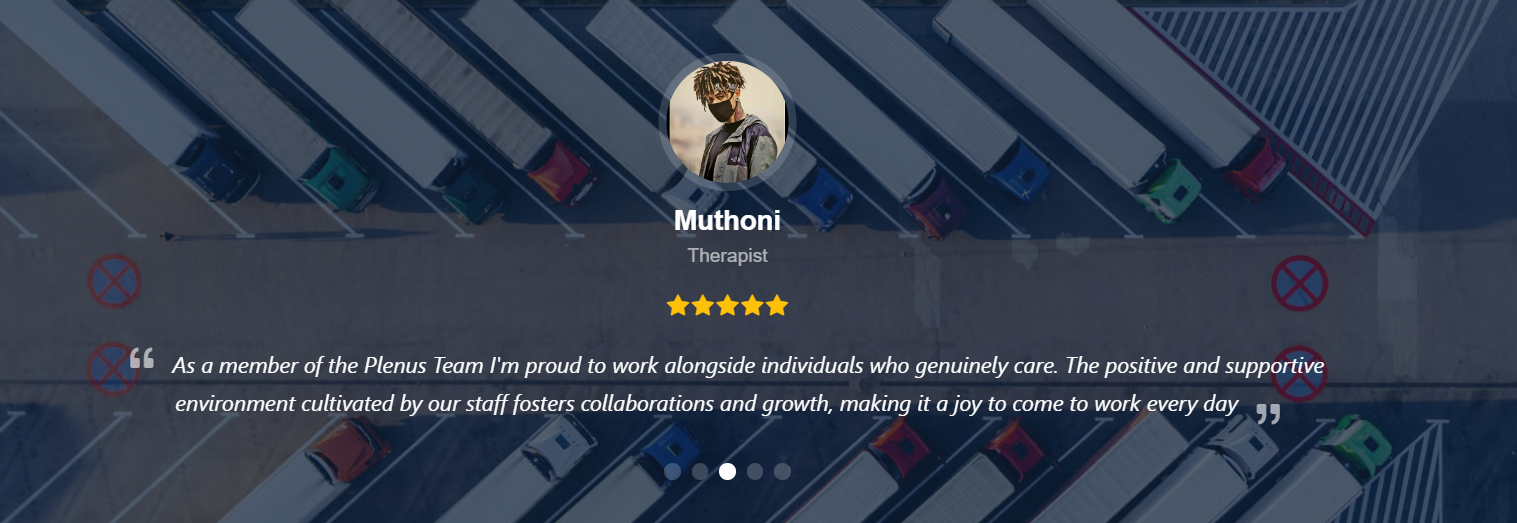 Muthoni
Therapist
“ As a member of the Plenus Team I'm proud to work alongside individuals who genuinely care. The positive and supportive
environment cultivated by our staff fosters collaborations and growth, making it a joy to come to work every day ”